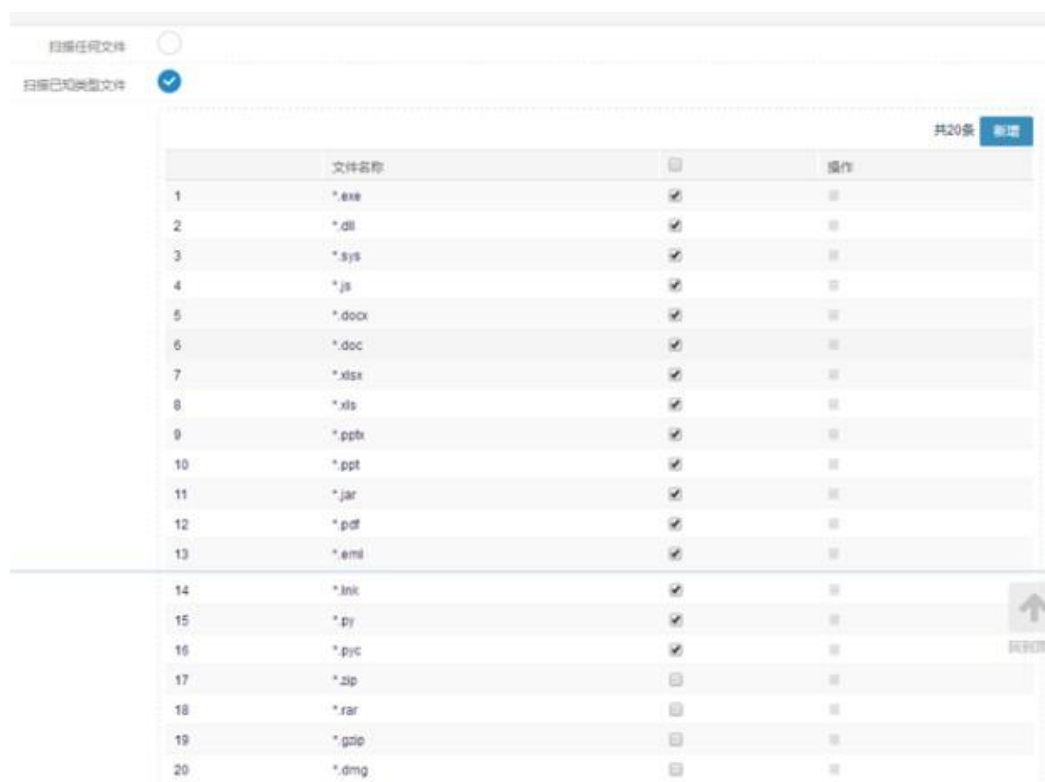 扫描任何文件
扫描已知类型文件
共20条 新增
文件名称 操作
1 *.exe
2 *.dll
3 *.sys
4 *.js
5 *.docx
6 *.doc
7 *.xlsx
8 *.xls
9 *.pptx
10 *.ppt
11 *.jar
12 *.pdf
13 *.eml
14 *.lnk
15 *.py
16 *.pyc
回到顶
17 *.zip
18 *.rar
19 *.gzip
20 *.dmg